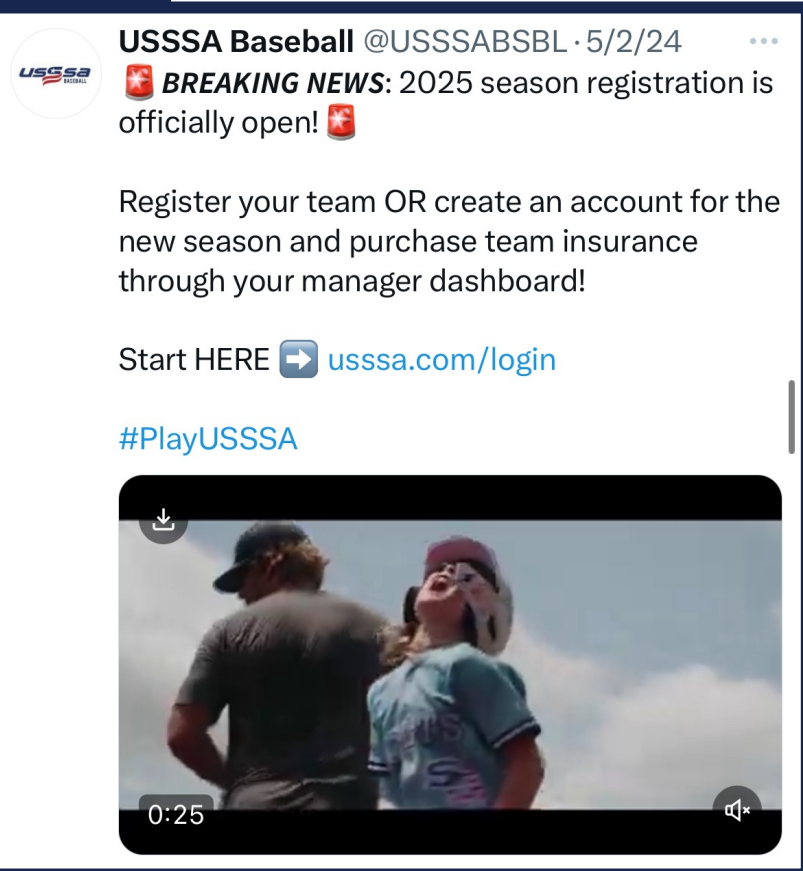 USSSA Baseball @USSSABSBL · 5/2/24
usssa
BASEBALL
🚨 BREAKING NEWS: 2025 season registration is
officially open! 🚨
Register your team OR create an account for the
new season and purchase team insurance
through your manager dashboard!
Start HERE ➡️ usssa.com/login
#PlayUSSSA
0:25